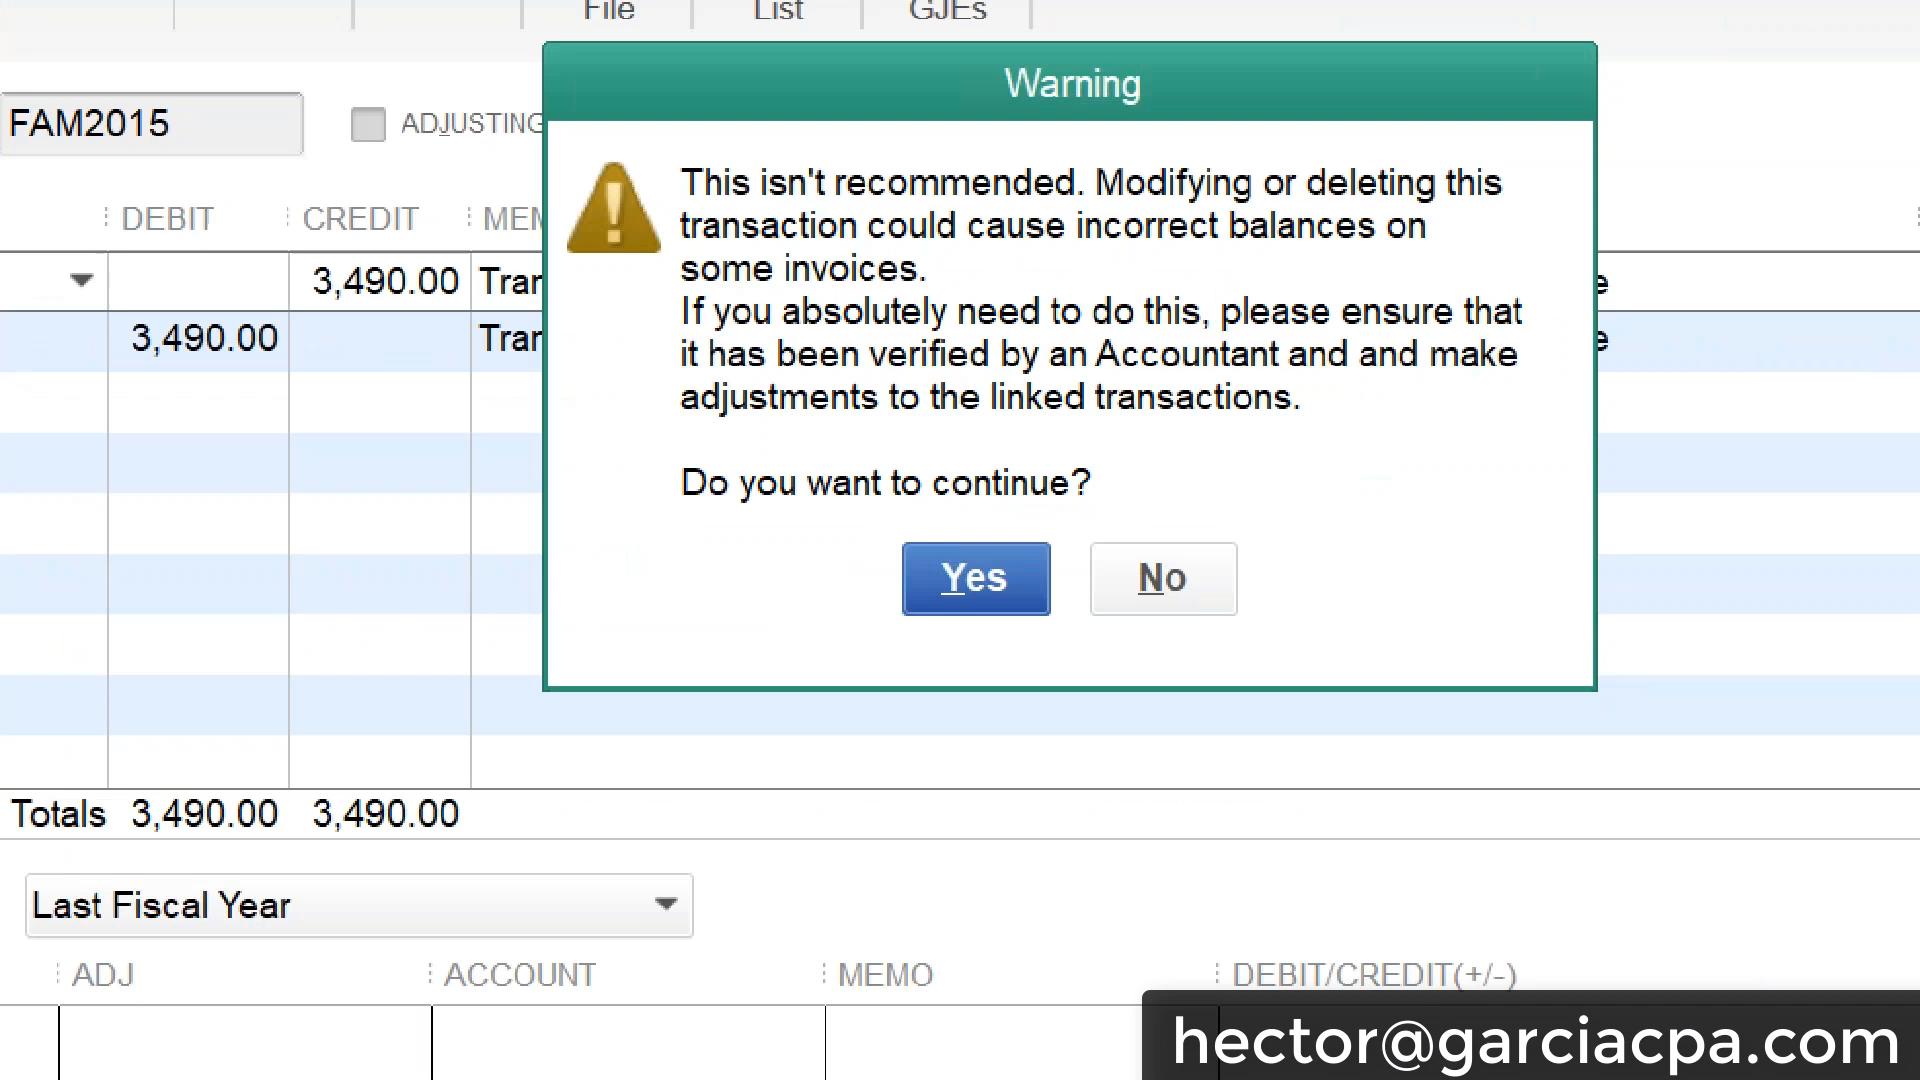 File List GJEs
Warning
FAM2015 ADJUSTING
This isn't recommended. Modifying or deleting this
transaction could cause incorrect balances on
some invoices.
If you absolutely need to do this, please ensure that
it has been verified by an Accountant and and make
adjustments to the linked transactions.
Do you want to continue?
Yes No
DEBIT CREDIT MEM
3,490.00 Tran
3,490.00 Tran
Totals 3,490.00 3,490.00
Last Fiscal Year
ADJ ACCOUNT MEMO DEBIT/CREDIT(+/-)
hector@garciacpa.com